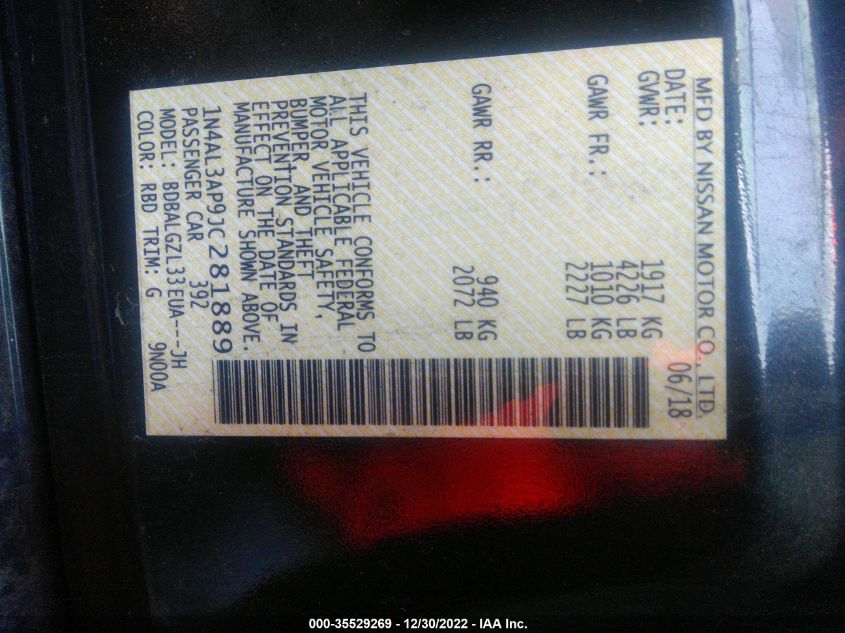 MFD BY NISSAN MOTOR CO., LTD.
DATE: 06/18
GVWR: 1917 KG
4226 LB
GAWR FR.: 1010 KG
2227 LB
GAWR RR.: 940 KG
2072 LB
THIS VEHICLE CONFORMS TO
ALL APPLICABLE FEDERAL
MOTOR VEHICLE SAFETY,
BUMPER AND THEFT
PREVENTION STANDARDS IN
EFFECT ON THE DATE OF
MANUFACTURE SHOWN ABOVE.
1N4AL3AP9JC281889
PASSENGER CAR 392
MODEL: BDBALGZL33EUA---JH
COLOR: RBD TRIM: G 9N00A
000-35529269 - 12/30/2022 - IAA Inc.